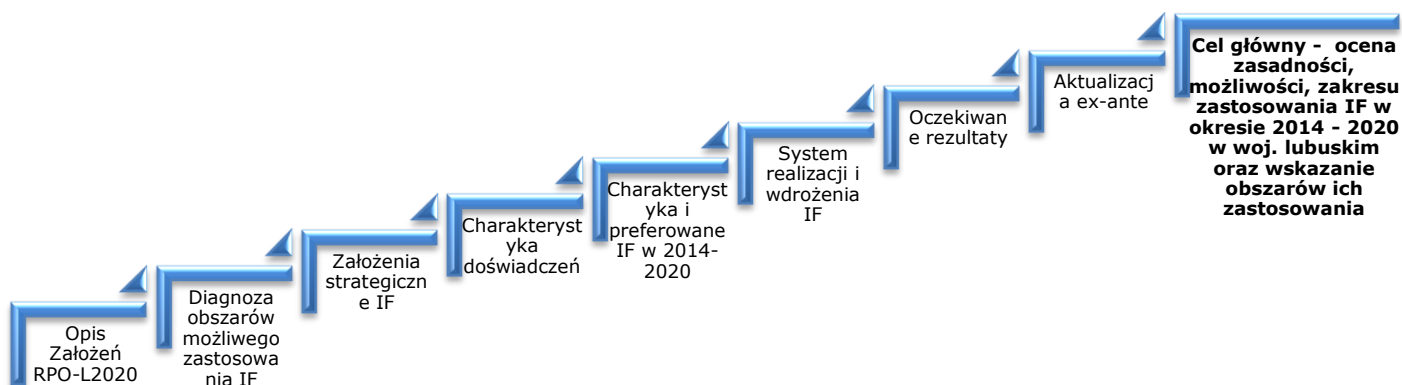 Opis
Założeń
RPO-L2020
Diagnoza
obszarów
możliwego
zastosowa
nia IF
Założenia
strategiczn
e IF
Charakteryst
yka
doświadczeń
Charakteryst
yka i
preferowane
IF w 2014-
2020
System
realizacji i
wdrożenia
IF
Oczekiwan
e rezultaty
Aktualizacj
a ex-ante
Cel główny - ocena
zasadności,
możliwości, zakresu
zastosowania IF w
okresie 2014 - 2020
w woj. lubuskim
oraz wskazanie
obszarów ich
zastosowania